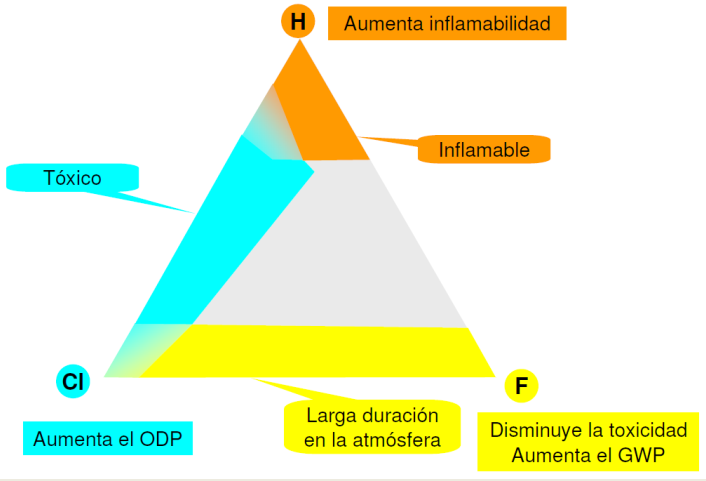 H
Aumenta inflamabilidad
Inflamable
Tóxico
Cl
F
Larga duración
en la atmósfera
Aumenta el ODP
Disminuye la toxicidad
Aumenta el GWP